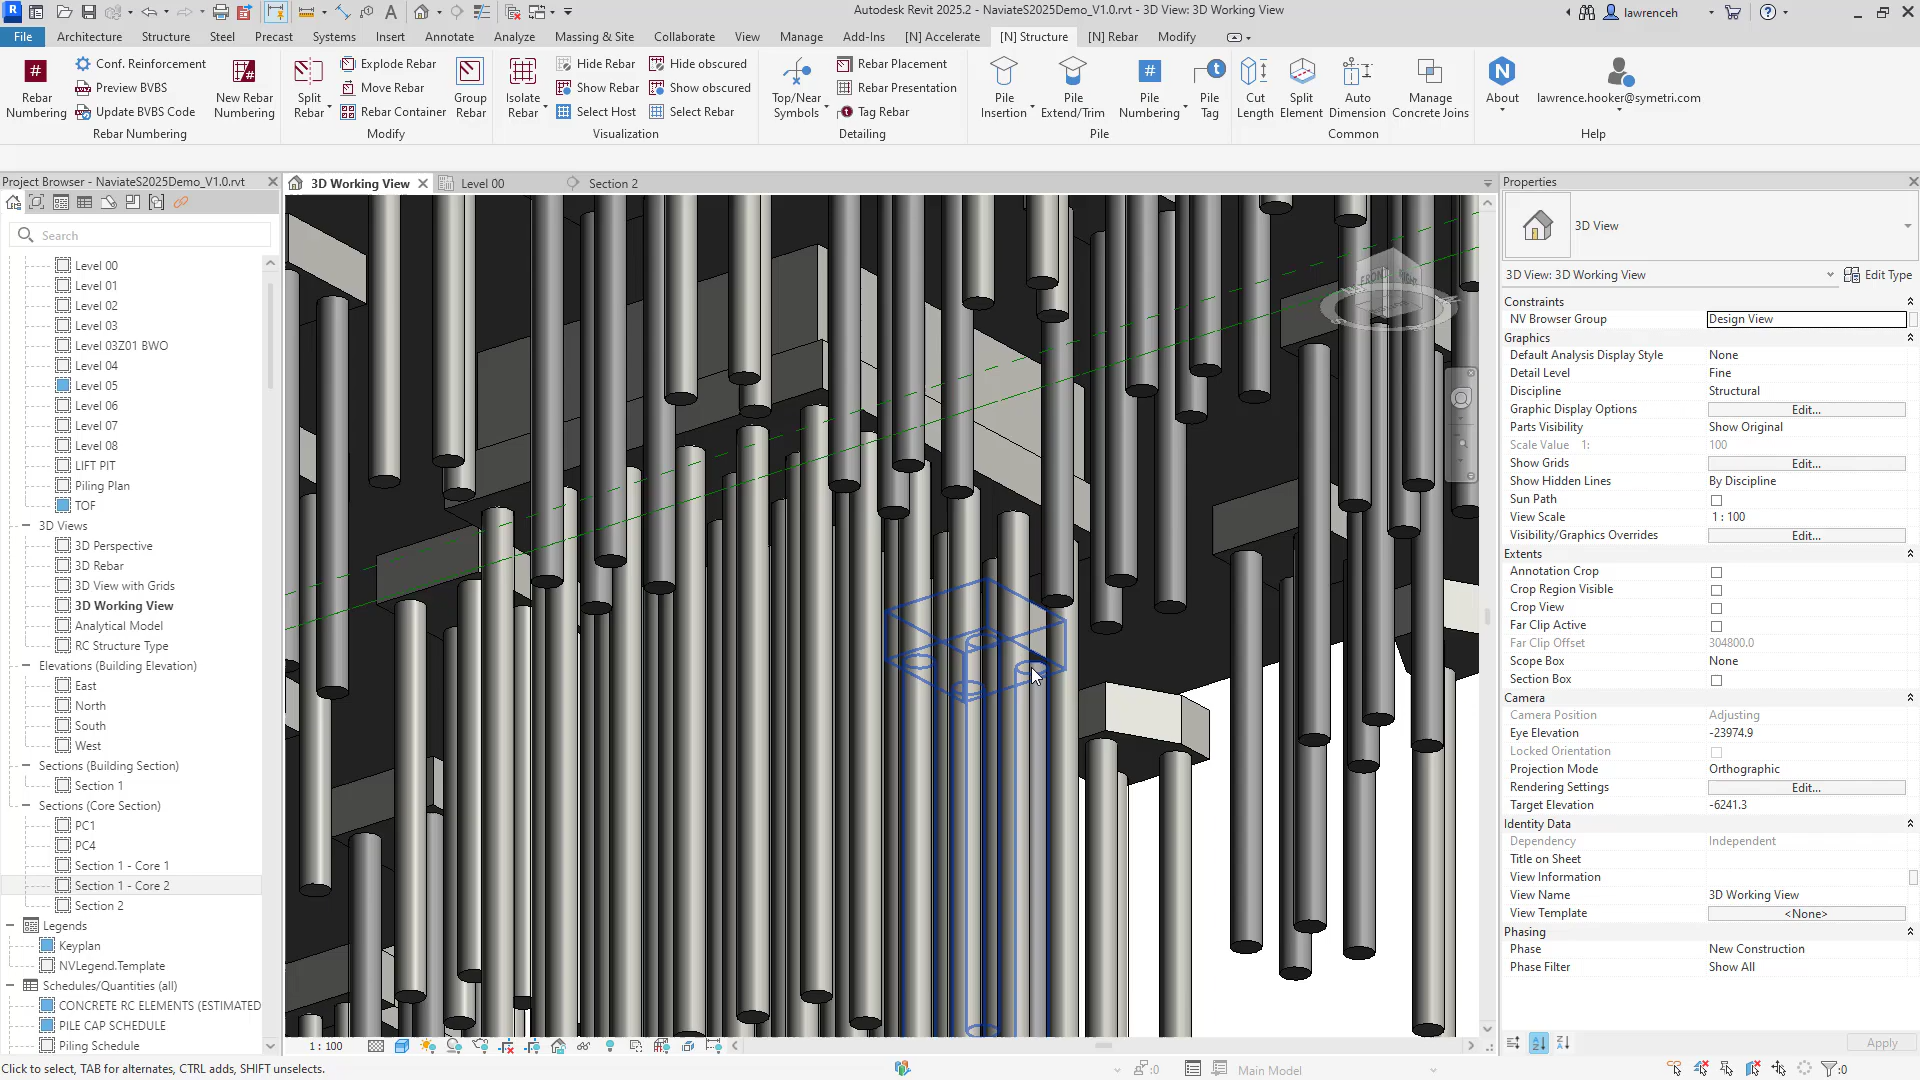 Autodesk Revit 2025.2 - NaviateS2025Demo_V1.0.rvt - 3D View: 3D Working View
lawrenceh
File Architecture Structure Steel Precast Systems Insert Annotate Analyze Massing & Site Collaborate View Manage Add-Ins [N] Accelerate [N] Structure [N] Rebar Modify
Rebar Numbering
Conf. Reinforcement
Preview BVBS
Update BVBS Code
New Rebar Numbering
Rebar Numbering
Split Rebar
Explode Rebar
Move Rebar
Rebar Container
Group Rebar
Modify
Isolate Rebar
Hide Rebar
Show Rebar
Select Host
Hide obscured
Show obscured
Select Rebar
Visualization
Top/Near Symbols
Rebar Placement
Rebar Presentation
Tag Rebar
Detailing
Pile Insertion
Pile Extend/Trim
Pile Numbering
Pile Tag
Pile
Cut Length
Split Element
Auto Dimension
Manage Concrete Joins
Common
About
lawrence.hooker@symetri.com
Help
Project Browser - NaviateS2025Demo_V1.0.rvt
Search
Level 00
Level 01
Level 02
Level 03
Level 03Z01 BWO
Level 04
Level 05
Level 06
Level 07
Level 08
LIFT PIT
Piling Plan
TOF
3D Views
3D Perspective
3D Rebar
3D View with Grids
3D Working View
Analytical Model
RC Structure Type
Elevations (Building Elevation)
East
North
South
West
Sections (Building Section)
Section 1
Sections (Core Section)
PC1
PC4
Section 1 - Core 1
Section 1 - Core 2
Section 2
Legends
Keyplan
NVLegend.Template
Schedules/Quantities (all)
CONCRETE RC ELEMENTS (ESTIMATED
PILE CAP SCHEDULE
Piling Schedule
3D Working View
Level 00
Section 2
FRONT
RIGHT
1 : 100
Properties
3D View
3D View: 3D Working View
Edit Type
Constraints
NV Browser Group Design View
Graphics
Default Analysis Display Style None
Detail Level Fine
Discipline Structural
Graphic Display Options Edit...
Parts Visibility Show Original
Scale Value 1: 100
Show Grids Edit...
Show Hidden Lines By Discipline
Sun Path
View Scale 1 : 100
Visibility/Graphics Overrides Edit...
Extents
Annotation Crop
Crop Region Visible
Crop View
Far Clip Active
Far Clip Offset 304800.0
Scope Box None
Section Box
Camera
Camera Position Adjusting
Eye Elevation -23974.9
Locked Orientation
Projection Mode Orthographic
Rendering Settings Edit...
Target Elevation -6241.3
Identity Data
Dependency Independent
Title on Sheet
View Information
View Name 3D Working View
View Template <None>
Phasing
Phase New Construction
Phase Filter Show All
Apply
Click to select, TAB for alternates, CTRL adds, SHIFT unselects.
:0
Main Model
:0